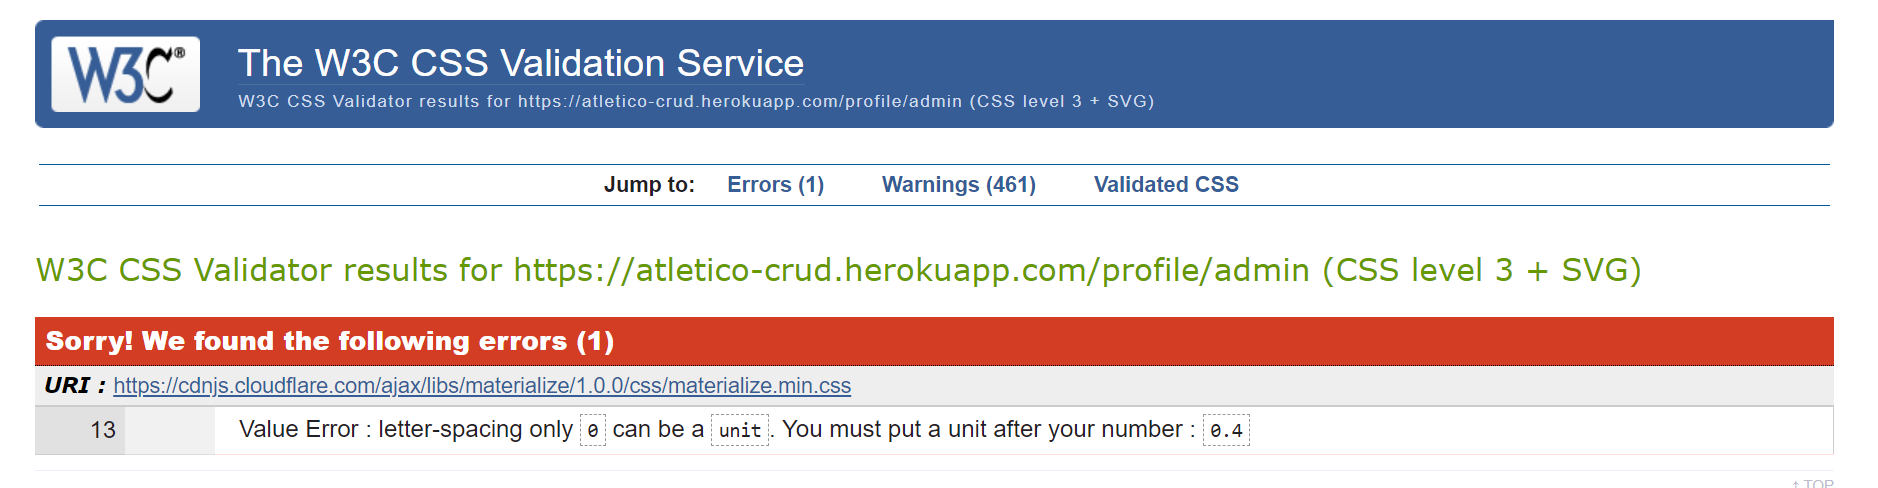 W3C®
The W3C CSS Validation Service
W3C CSS Validator results for https://atletico-crud.herokuapp.com/profile/admin (CSS level 3 + SVG)
Jump to: Errors (1) Warnings (461) Validated CSS
W3C CSS Validator results for https://atletico-crud.herokuapp.com/profile/admin (CSS level 3 + SVG)
Sorry! We found the following errors (1)
URI : https://cdnjs.cloudflare.com/ajax/libs/materialize/1.0.0/css/materialize.min.css
13 Value Error : letter-spacing only 0 can be a unit. You must put a unit after your number : 0.4
↑ TOP